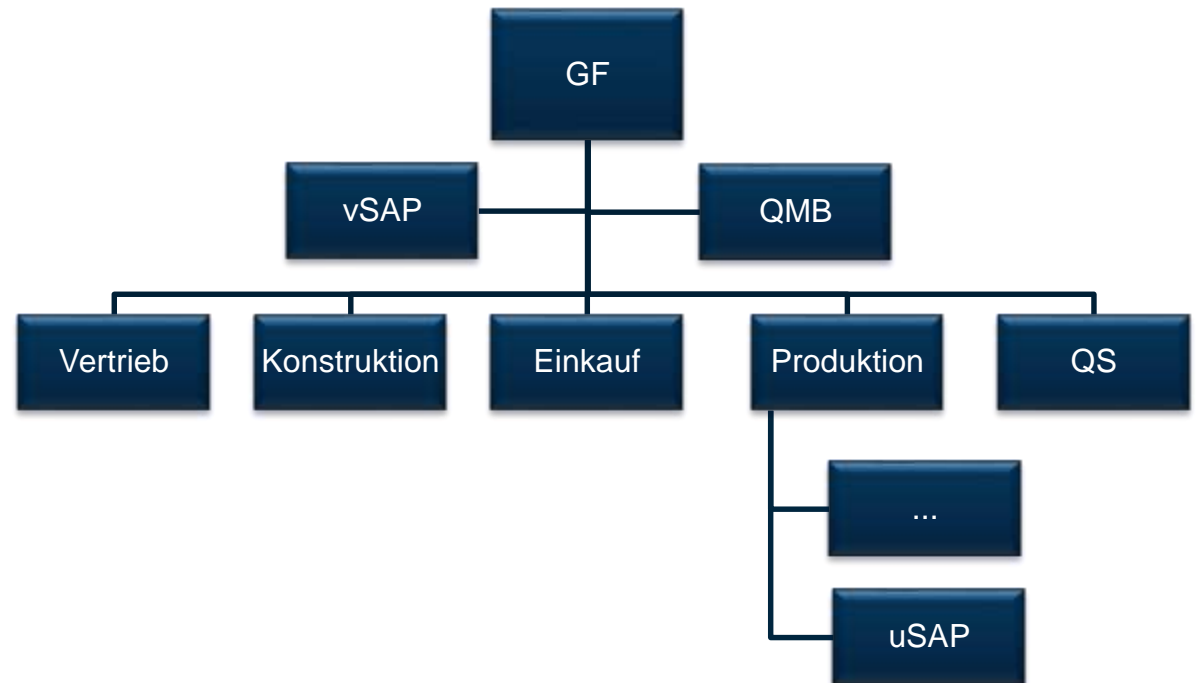 GF
vSAP
QMB
Vertrieb
Konstruktion
Einkauf
Produktion
QS
...
uSAP